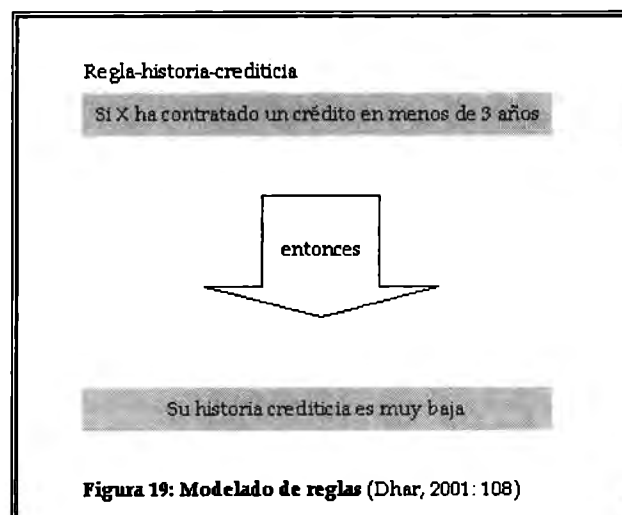 Regla-historia-crediticia
Si X ha contratado un crédito en menos de 3 años
entonces
Su historia crediticia es muy baja
Figura 19: Modelado de reglas (Dhar, 2001: 108)